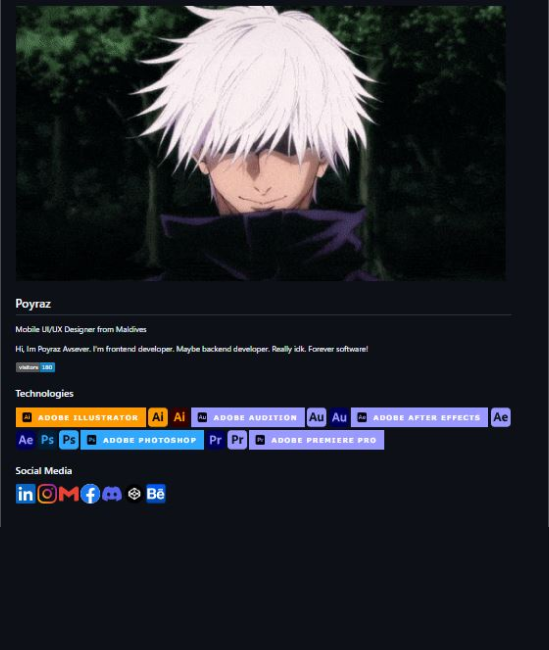 Poyraz
Mobile UI/UX Designer from Maldives
Hi, Im Poyraz Avsever. I'm frontend developer. Maybe backend developer. Really idk. Forever software!
visitors 180
Technologies
Ai ADOBE ILLUSTRATOR Ai Ai Au ADOBE AUDITION Au Au Ae ADOBE AFTER EFFECTS Ae
Ae Ps Ps Ps ADOBE PHOTOSHOP Pr Pr Pr ADOBE PREMIERE PRO
Social Media
in Bē